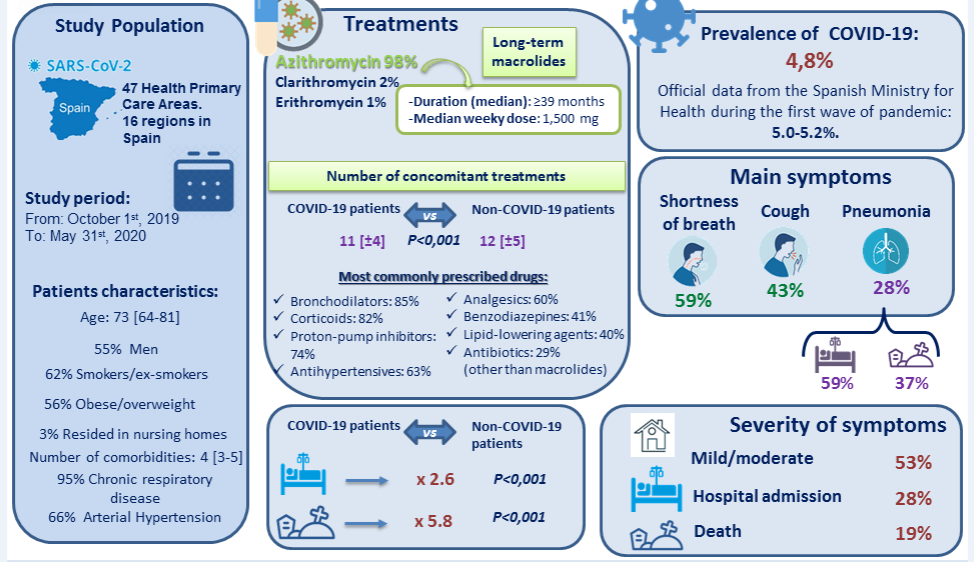 Study Population
SARS-CoV-2
47 Health Primary
Care Areas.
16 regions in
Spain
Spain
Study period:
From: October 1st, 2019
To: May 31st, 2020
Patients characteristics:
Age: 73 [64-81]
55% Men
62% Smokers/ex-smokers
56% Obese/overweight
3% Resided in nursing homes
Number of comorbidities: 4 [3-5]
95% Chronic respiratory
disease
66% Arterial Hypertension
Treatments
Azithromycin 98%
Clarithromycin 2%
Erithromycin 1%
Long-term
macrolides
-Duration (median): ≥39 months
-Median weekly dose: 1,500 mg
Number of concomitant treatments
COVID-19 patients vs Non-COVID-19 patients
11 [±4] P<0,001 12 [±5]
Most commonly prescribed drugs:
✓ Bronchodilators: 85%
✓ Corticoids: 82%
✓ Proton-pump inhibitors:
74%
✓ Antihypertensives: 63%
✓ Analgesics: 60%
✓ Benzodiazepines: 41%
✓ Lipid-lowering agents: 40%
✓ Antibiotics: 29%
(other than macrolides)
COVID-19 patients vs Non-COVID-19
patients
x 2.6 P<0,001
x 5.8 P<0,001
Prevalence of COVID-19:
4,8%
Official data from the Spanish Ministry for
Health during the first wave of pandemic:
5.0-5.2%.
Main symptoms
Shortness
of breath
59%
Cough
43%
Pneumonia
28%
59% 37%
Severity of symptoms
Mild/moderate 53%
Hospital admission 28%
Death 19%